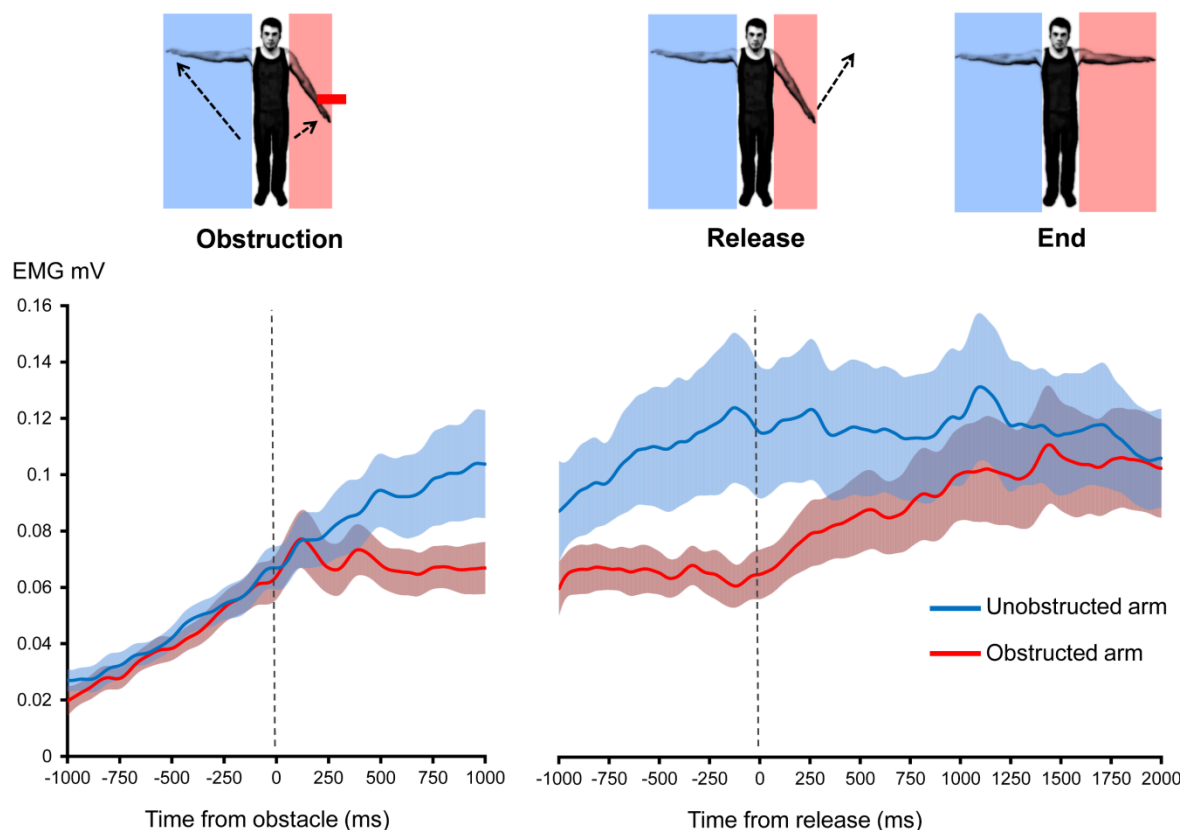 Obstruction
Release
End
EMG mV
0.16
0.14
0.12
0.1
0.08
0.06
0.04
0.02
0
-1000 -750 -500 -250 0 250 500 750 1000
Time from obstacle (ms)
Unobstructed arm
Obstructed arm
-1000 -750 -500 -250 0 250 500 750 1000 1250 1500 1750 2000
Time from release (ms)